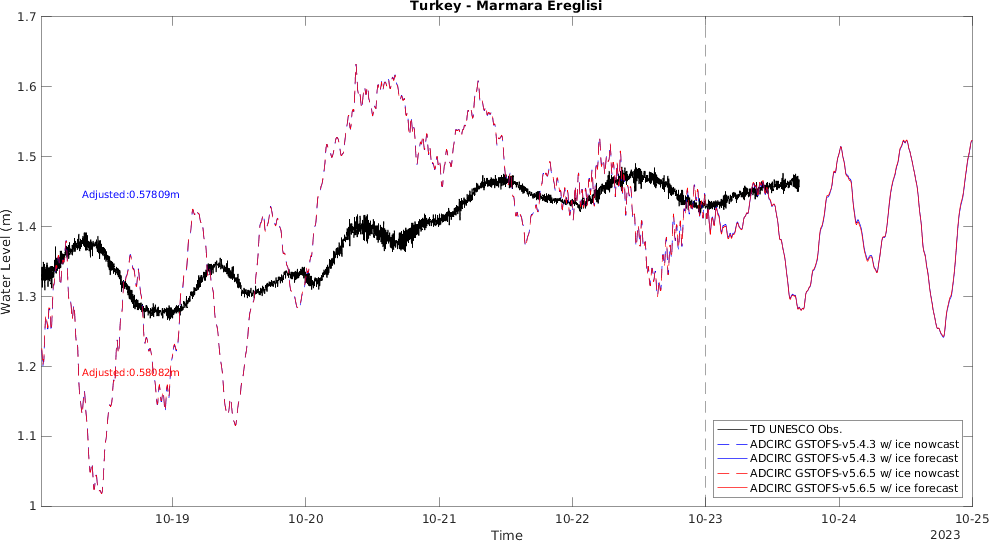 Turkey - Marmara Ereglisi
1.7
1.6
1.5
1.4
1.3
1.2
1.1
1
Water Level (m)
Adjusted:0.57809m
Adjusted:0.58082m
TD UNESCO Obs.
ADCIRC GSTOFS-v5.4.3 w/ ice nowcast
ADCIRC GSTOFS-v5.4.3 w/ ice forecast
ADCIRC GSTOFS-v5.6.5 w/ ice nowcast
ADCIRC GSTOFS-v5.6.5 w/ ice forecast
10-19 10-20 10-21 10-22 10-23 10-24 10-25
Time
2023